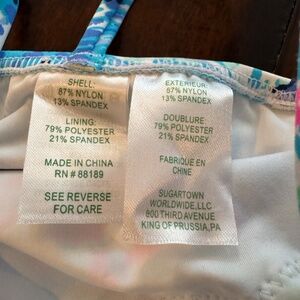 SHELL:
87% NYLON
13% SPANDEX
LINING:
79% POLYESTER
21% SPANDEX
MADE IN CHINA
RN # 88189
SEE REVERSE
FOR CARE
EXTERIEUR:
87% NYLON
13% SPANDEX
DOUBLURE:
79% POLYESTER
21% SPANDEX
FABRIQUE EN
CHINE
SUGARTOWN
WORLDWIDE,LLC
800 THIRD AVENUE
KING OF PRUSSIA,PA